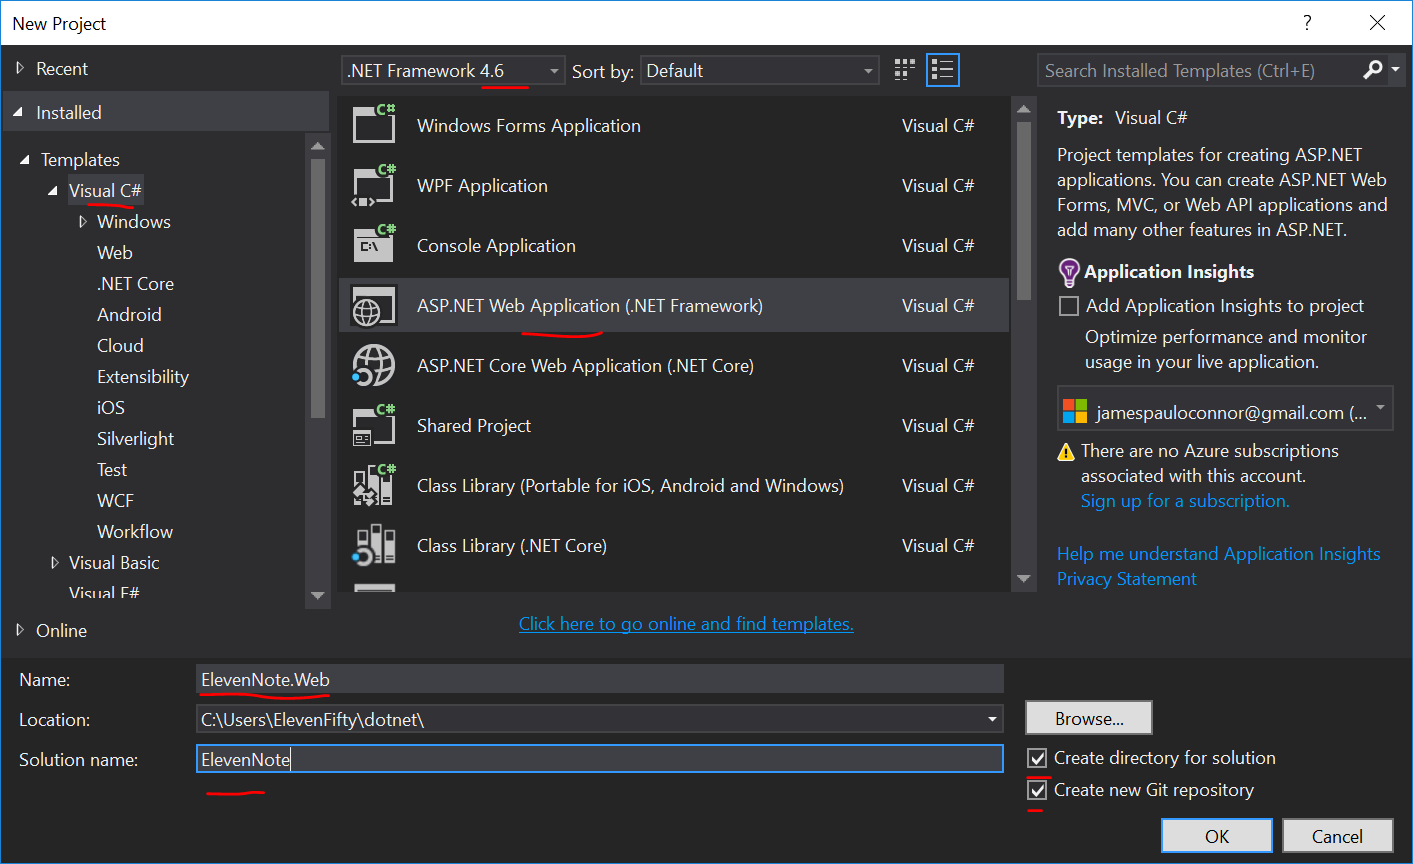 New Project
?
Recent
Installed
Templates
Visual C#
Windows
Web
.NET Core
Android
Cloud
Extensibility
iOS
Silverlight
Test
WCF
Workflow
Visual Basic
Visual F#
Online
.NET Framework 4.6
Sort by: Default
C# Windows Forms Application Visual C#
C# WPF Application Visual C#
C# C:\ Console Application Visual C#
ASP.NET Web Application (.NET Framework) Visual C#
ASP.NET Core Web Application (.NET Core) Visual C#
C# Shared Project Visual C#
C# Class Library (Portable for iOS, Android and Windows) Visual C#
Class Library (.NET Core) Visual C#
Click here to go online and find templates.
Search Installed Templates (Ctrl+E)
Type: Visual C#
Project templates for creating ASP.NET
applications. You can create ASP.NET Web
Forms, MVC, or Web API applications and
add many other features in ASP.NET.
Application Insights
Add Application Insights to project
Optimize performance and monitor
usage in your live application.
jamespauloconnor@gmail.com (...
There are no Azure subscriptions
associated with this account.
Sign up for a subscription.
Help me understand Application Insights
Privacy Statement
Name: ElevenNote.Web
Location: C:\Users\ElevenFifty\dotnet\
Browse...
Solution name: ElevenNote
Create directory for solution
Create new Git repository
OK
Cancel